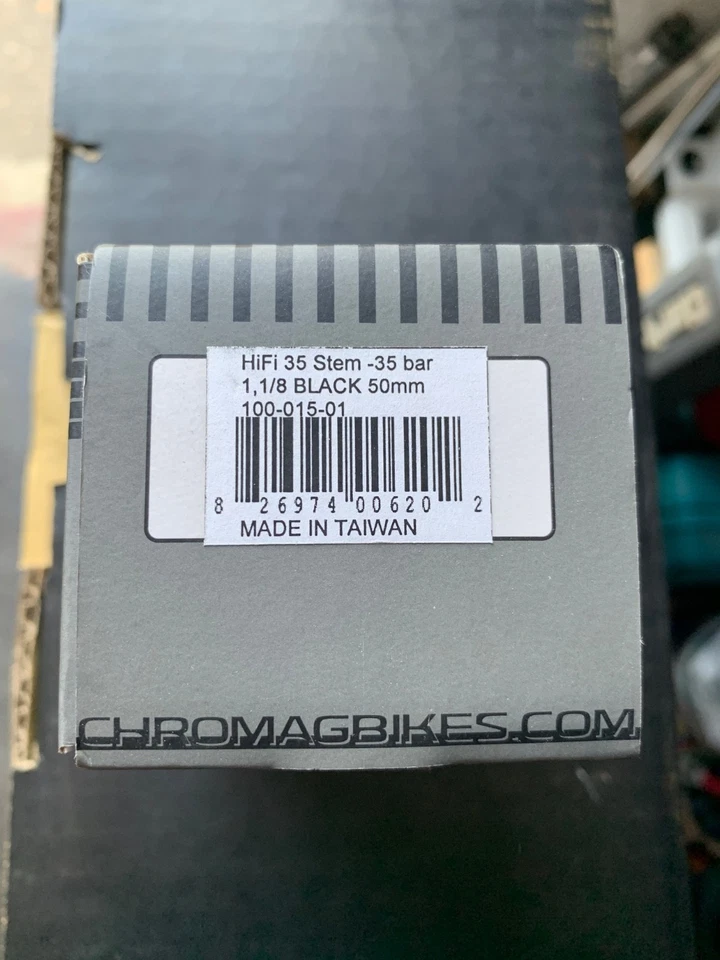 HiFi 35 Stem -35 bar
1,1/8 BLACK 50mm
100-015-01
8 26974 00620 2
MADE IN TAIWAN
CHROMAGBIKES.COM